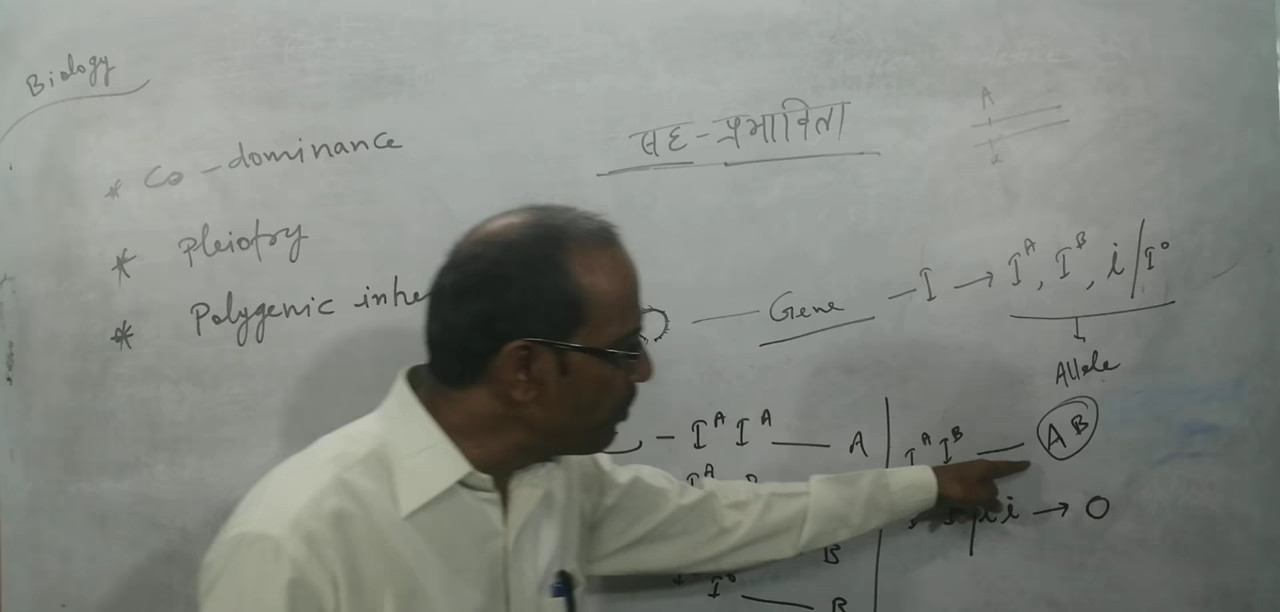 Biology
* Co-dominance
सह-प्रभाविता
A
* Pleiotry
* Polygenic inhe
Gene - I → I^A, I^B, i/I°
Allele
- I^A I^A — A
I^A I^B — AB
I^A
ii → O
B
I° — B